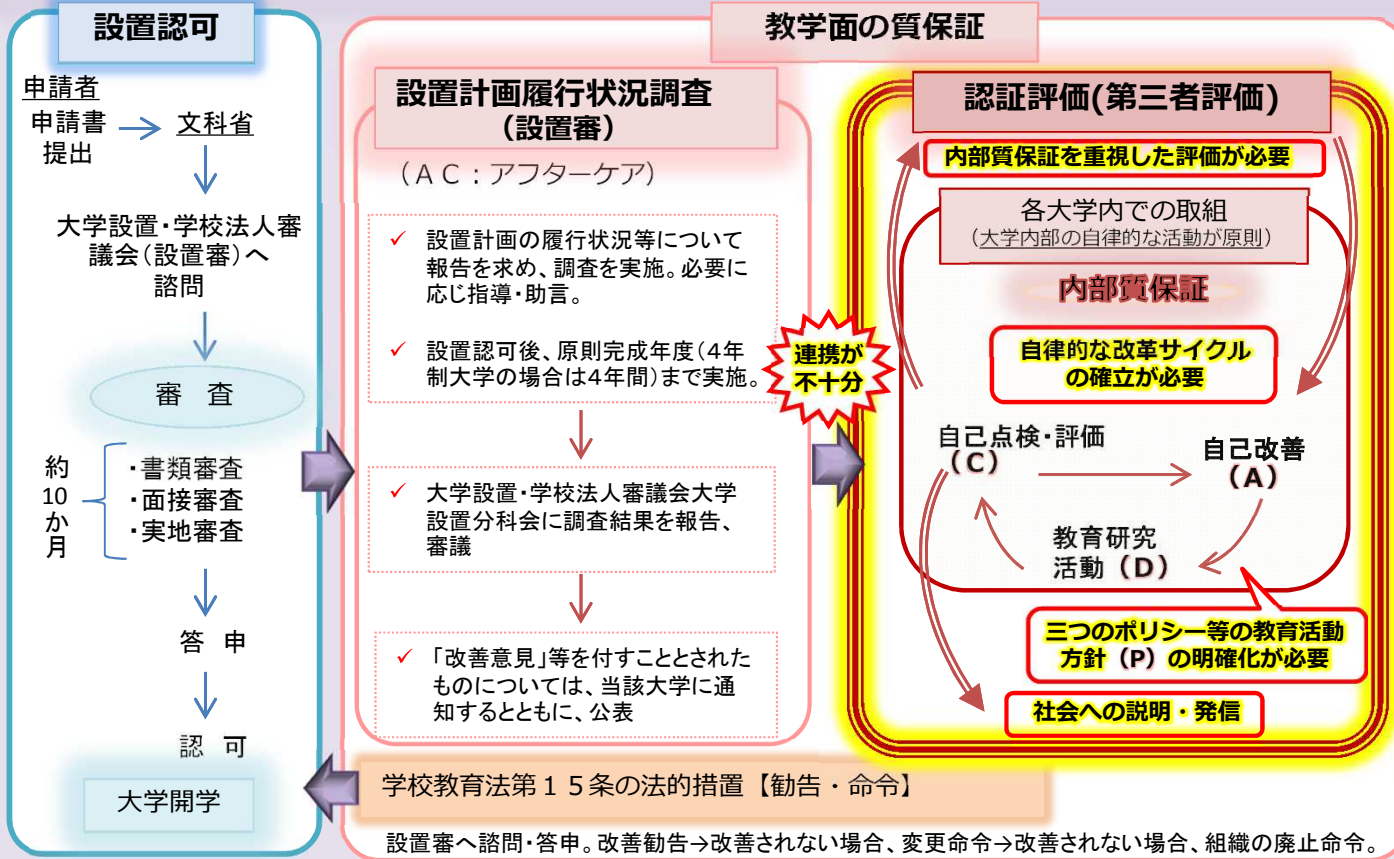 設置認可
申請者
申請書
提出
文科省
大学設置・学校法人審
議会(設置審)へ
諮問
審 査
約
10
か
月
・書類審査
・面接審査
・実地審査
答 申
認 可
大学開学
教学面の質保証
設置計画履行状況調査
(設置審)
(AC:アフターケア)
✓ 設置計画の履行状況等について
報告を求め、調査を実施。必要に
応じ指導・助言。
✓ 設置認可後、原則完成年度(4年
制大学の場合は4年間)まで実施。
✓ 大学設置・学校法人審議会大学
設置分科会に調査結果を報告、
審議
✓ 「改善意見」等を付すこととされた
ものについては、当該大学に通
知するとともに、公表
連携が
不十分
認証評価(第三者評価)
内部質保証を重視した評価が必要
各大学内での取組
(大学内部の自律的な活動が原則)
内部質保証
自律的な改革サイクル
の確立が必要
自己点検・評価
(C)
自己改善
(A)
教育研究
活動(D)
三つのポリシー等の教育活動
方針(P)の明確化が必要
社会への説明・発信
学校教育法第15条の法的措置【勧告・命令】
設置審へ諮問・答申。改善勧告→改善されない場合、変更命令→改善されない場合、組織の廃止命令。